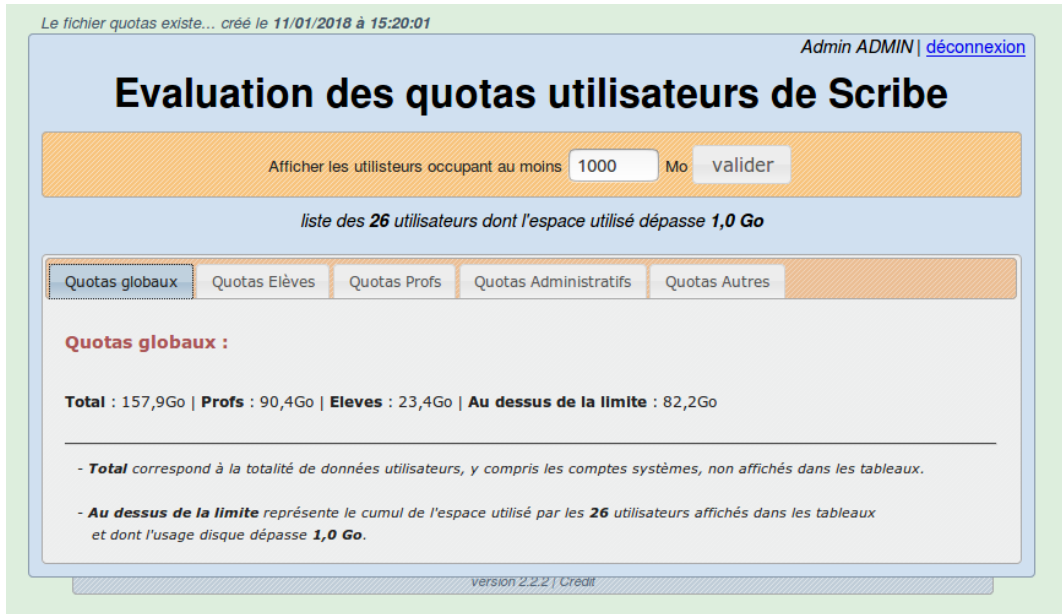 Le fichier quotas existe... créé le 11/01/2018 à 15:20:01
Admin ADMIN | déconnexion
Evaluation des quotas utilisateurs de Scribe
Afficher les utilisteurs occupant au moins 1000 Mo valider
liste des 26 utilisateurs dont l'espace utilisé dépasse 1,0 Go
Quotas globaux Quotas Elèves Quotas Profs Quotas Administratifs Quotas Autres
Quotas globaux :
Total : 157,9Go | Profs : 90,4Go | Eleves : 23,4Go | Au dessus de la limite : 82,2Go
- Total correspond à la totalité de données utilisateurs, y compris les comptes systèmes, non affichés dans les tableaux.
- Au dessus de la limite représente le cumul de l'espace utilisé par les 26 utilisateurs affichés dans les tableaux
et dont l'usage disque dépasse 1,0 Go.
version 2.2.2 | Crédit